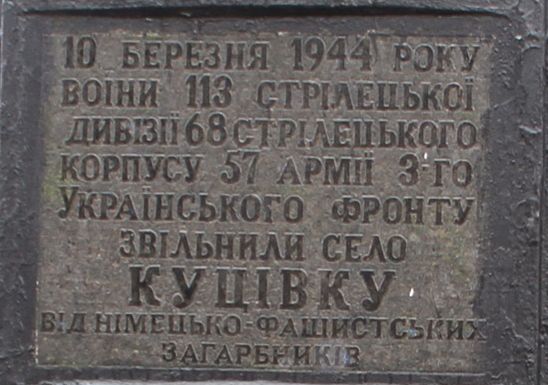 10 БЕРЕЗНЯ 1944 РОКУ
ВОІНИ 113 СТРІЛЕЦЬКОЇ
ДИВІЗІЇ 68 СТРІЛЕЦЬКОГО
КОРПУСУ 57 АРМІЇ 3-ГО
УКРАЇНСЬКОГО ФРОНТУ
ЗВІЛЬНИЛИ СЕЛО
КУЦІВКУ
ВІД НІМЕЦЬКО-ФАШИСТСЬКИХ
ЗАГАРБНИКІВ